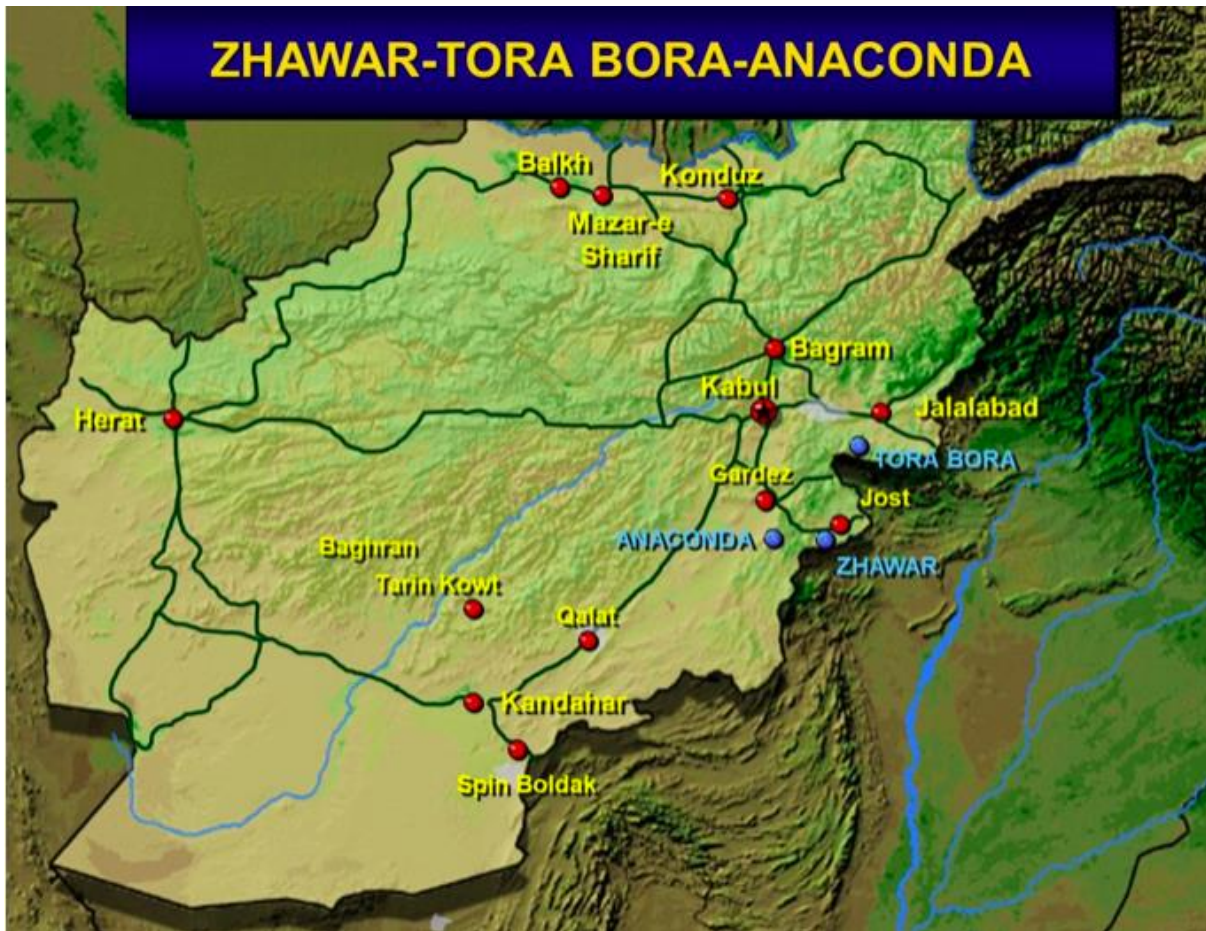 ZHAWAR-TORA BORA-ANACONDA
Balkh
Konduz
Mazar-e
Sharif
Bagram
Kabul
Herat
Jalalabad
TORA BORA
Gardez
Jost
ANACONDA
ZHAWAR
Baghran
Tarin Kowt
Qalat
Kandahar
Spin Boldak